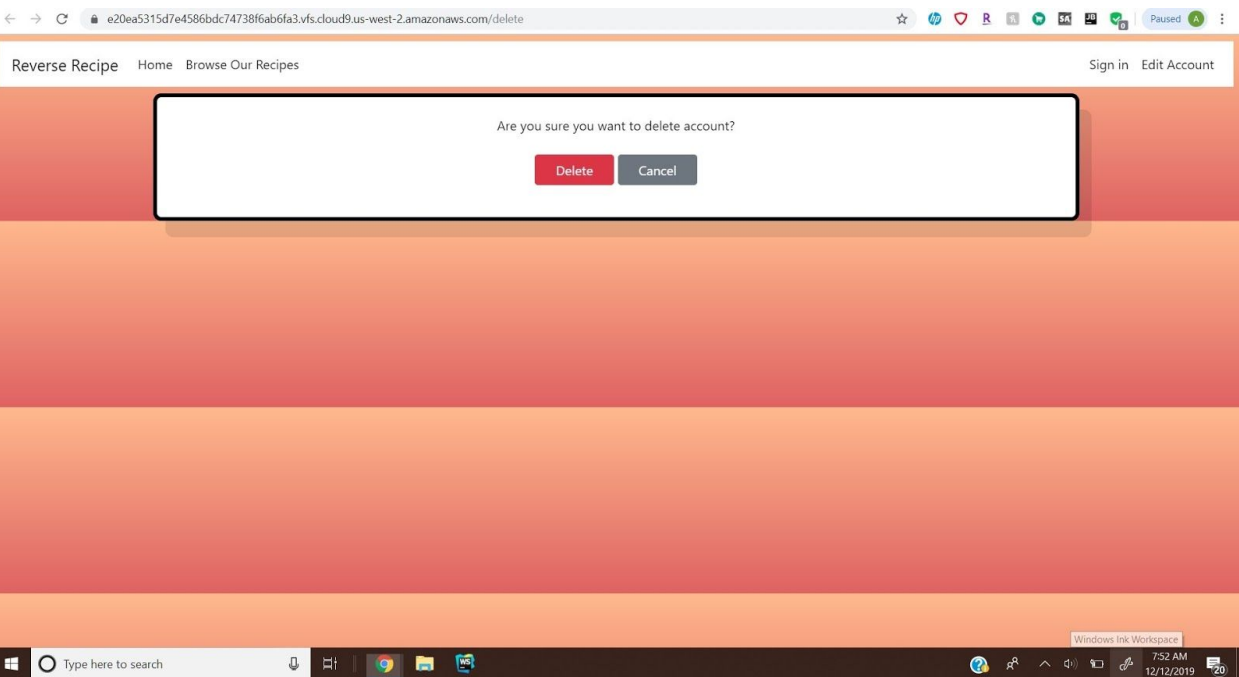 e20ea5315d7e4586bdc74738f6ab6fa3.vfs.cloud9.us-west-2.amazonaws.com/delete
Paused A
Reverse Recipe Home Browse Our Recipes Sign in Edit Account
Are you sure you want to delete account?
Delete Cancel
Windows Ink Workspace
Type here to search
7:52 AM
12/12/2019
20